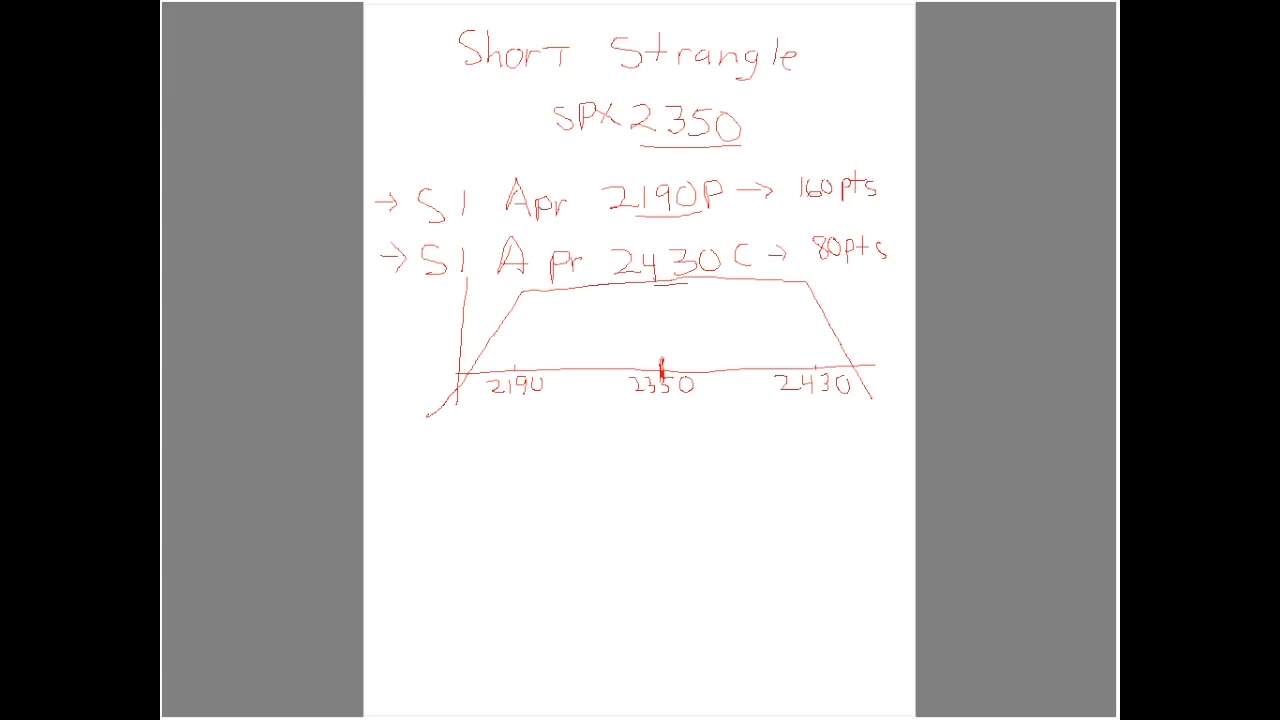 Short Strangle
SPX 2350
→ S1 Apr 2190P → 160pts
→ S1 Apr 2430C → 80pts
2190 2350 2430